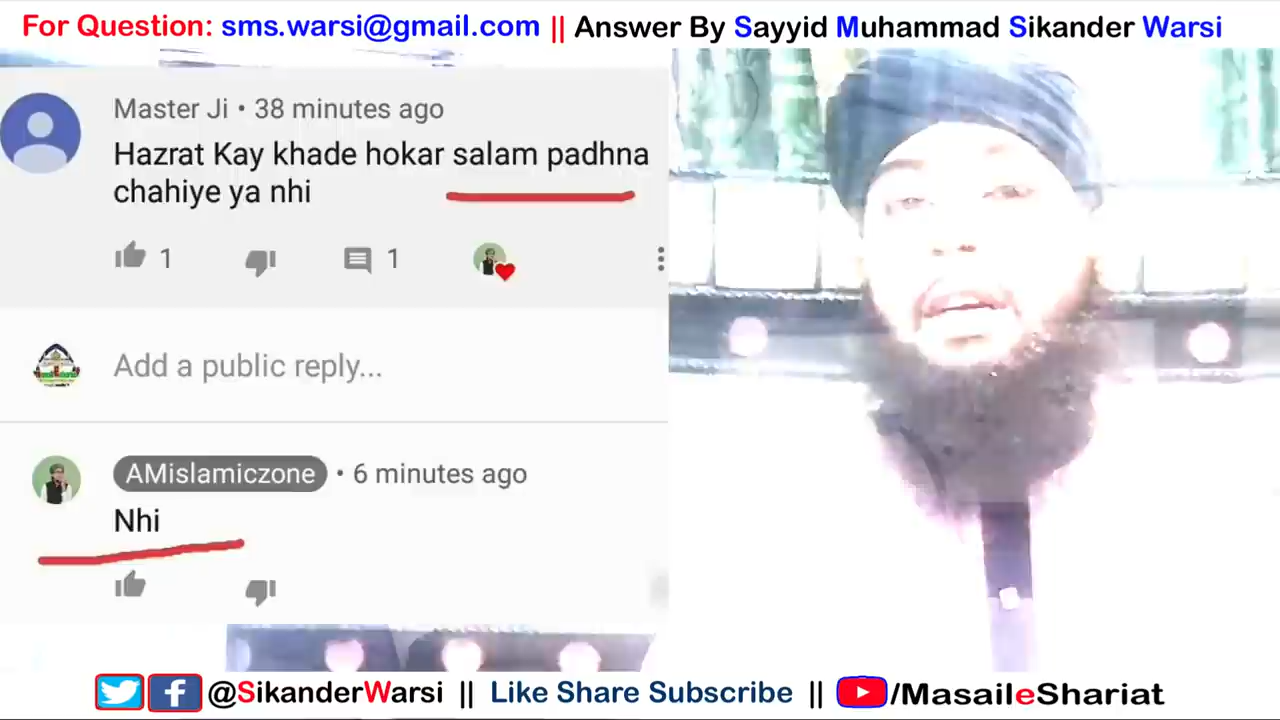 For Question: sms.warsi@gmail.com || Answer By Sayyid Muhammad Sikander Warsi
Master Ji • 38 minutes ago
Hazrat Kay khade hokar salam padhna
chahiye ya nhi
1
1
Add a public reply...
AMislamiczone • 6 minutes ago
Nhi
@SikanderWarsi || Like Share Subscribe || /MasaileShariat